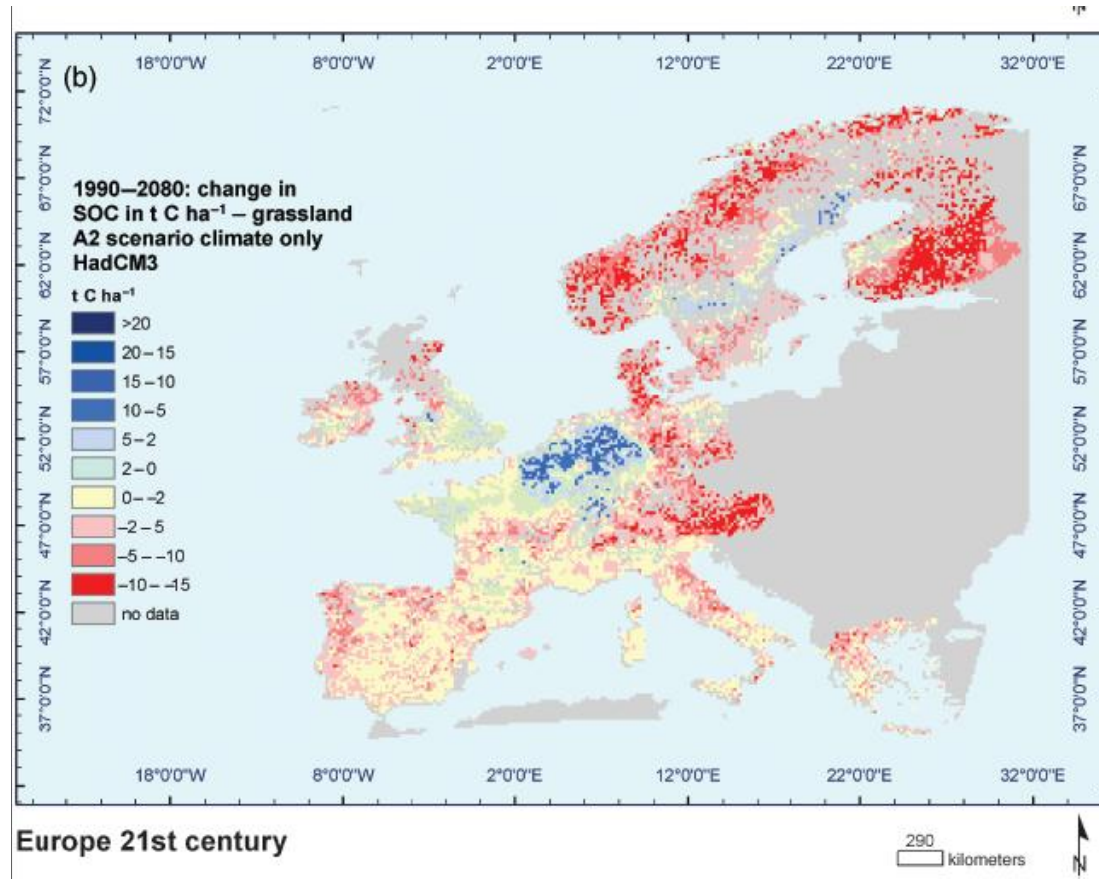 18°0'0"W 8°0'0"W 2°0'0"E 12°0'0"E 22°0'0"E 32°0'0"E
(b)
72°0'0"N
67°0'0"N
62°0'0"N
57°0'0"N
52°0'0"N
47°0'0"N
42°0'0"N
37°0'0"N
1990–2080: change in
SOC in t C ha⁻¹ – grassland
A2 scenario climate only
HadCM3
t C ha⁻¹
>20
20–15
15–10
10–5
5–2
2–0
0– –2
–2 – 5
–5 – –10
–10 – –15
no data
67°0'0"N
62°0'0"N
57°0'0"N
52°0'0"N
47°0'0"N
42°0'0"N
37°0'0"N
18°0'0"W 8°0'0"W 2°0'0"E 12°0'0"E 22°0'0"E 32°0'0"E
Europe 21st century
290
kilometers
N